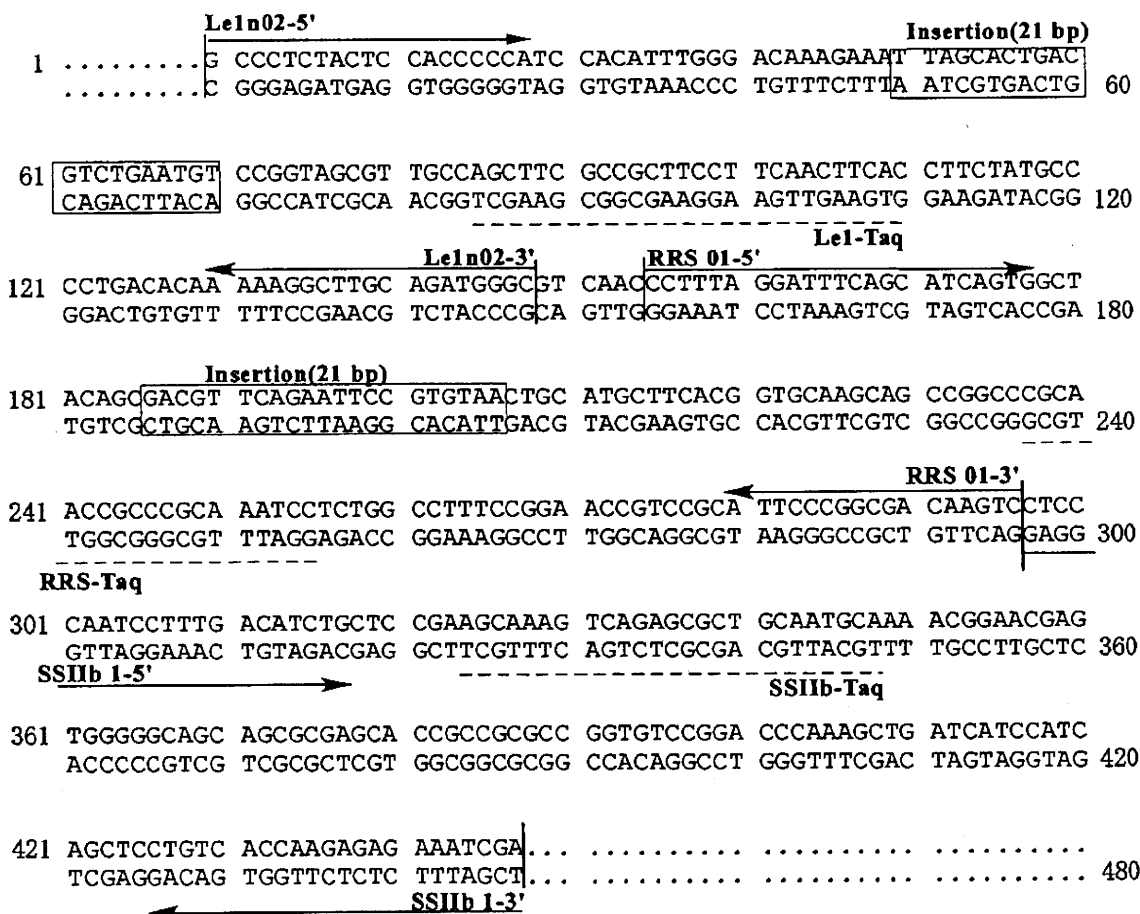 Le1n02-5'
Insertion(21 bp)
1 .........G CCCTCTACTC CACCCCCATC CACATTTGGG ACAAAGAAAT TAGCACTGAC
.........C GGGAGATGAG GTGGGGGTAG GTGTAAACCC TGTTTCTTTA ATCGTGACTG 60
61 GTCTGAATGT CCGGTAGCGT TGCCAGCTTC GCCGCTTCCT TCAACTTCAC CTTCTATGCC
CAGACTTACA GGCCATCGCA ACGGTCGAAG CGGCGAAGGA AGTTGAAGTG GAAGATACGG 120
Le1-Taq
Le1n02-3' RRS 01-5'
121 CCTGACACAA AAAGGCTTGC AGATGGGCGT CAACCCTTTA GGATTTCAGC ATCAGTGGCT
GGACTGTGTT TTTCCGAACG TCTACCCGCA GTTGGGAAAT CCTAAAGTCG TAGTCACCGA 180
Insertion(21 bp)
181 ACAGCGACGT TCAGAATTCC GTGTAACTGC ATGCTTCACG GTGCAAGCAG CCGGCCCGCA
TGTCGCTGCA AGTCTTAAGG CACATTGACG TACGAAGTGC CACGTTCGTC GGCCGGGCGT 240
RRS 01-3'
241 ACCGCCCGCA AATCCTCTGG CCTTTCCGGA ACCGTCCGCA TTCCCGGCGA CAAGTCCTCC
TGGCGGGCGT TTAGGAGACC GGAAAGGCCT TGGCAGGCGT AAGGGCCGCT GTTCAGGAGG 300
RRS-Taq
301 CAATCCTTTG ACATCTGCTC CGAAGCAAAG TCAGAGCGCT GCAATGCAAA ACGGAACGAG
GTTAGGAAAC TGTAGACGAG GCTTCGTTTC AGTCTCGCGA CGTTACGTTT TGCCTTGCTC 360
SSIIb 1-5' SSIIb-Taq
361 TGGGGGCAGC AGCGCGAGCA CCGCCGCGCC GGTGTCCGGA CCCAAAGCTG ATCATCCATC
ACCCCCGTCG TCGCGCTCGT GGCGGCGCGG CCACAGGCCT GGGTTTCGAC TAGTAGGTAG 420
421 AGCTCCTGTC ACCAAGAGAG AAATCGA... .......... .......... ..........
TCGAGGACAG TGGTTCTCTC TTTAGCT... .......... .......... .......... 480
SSIIb 1-3'